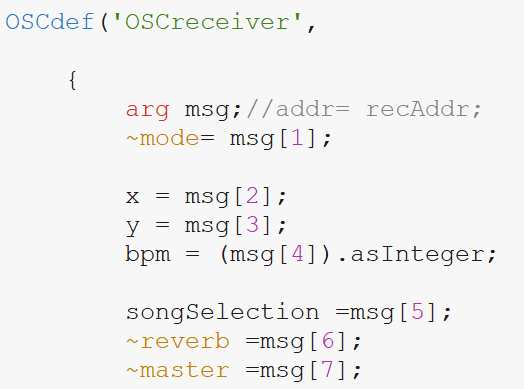 OSCdef('OSCreceiver',
{
arg msg;//addr= recAddr;
~mode= msg[1];
x = msg[2];
y = msg[3];
bpm = (msg[4]).asInteger;
songSelection =msg[5];
~reverb =msg[6];
~master =msg[7];